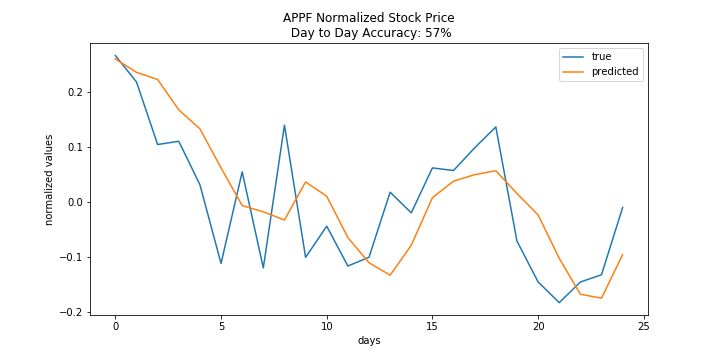 APPF Normalized Stock Price
Day to Day Accuracy: 57%
true
predicted
normalized values
0.2
0.1
0.0
−0.1
−0.2
0
5
10
15
20
25
days